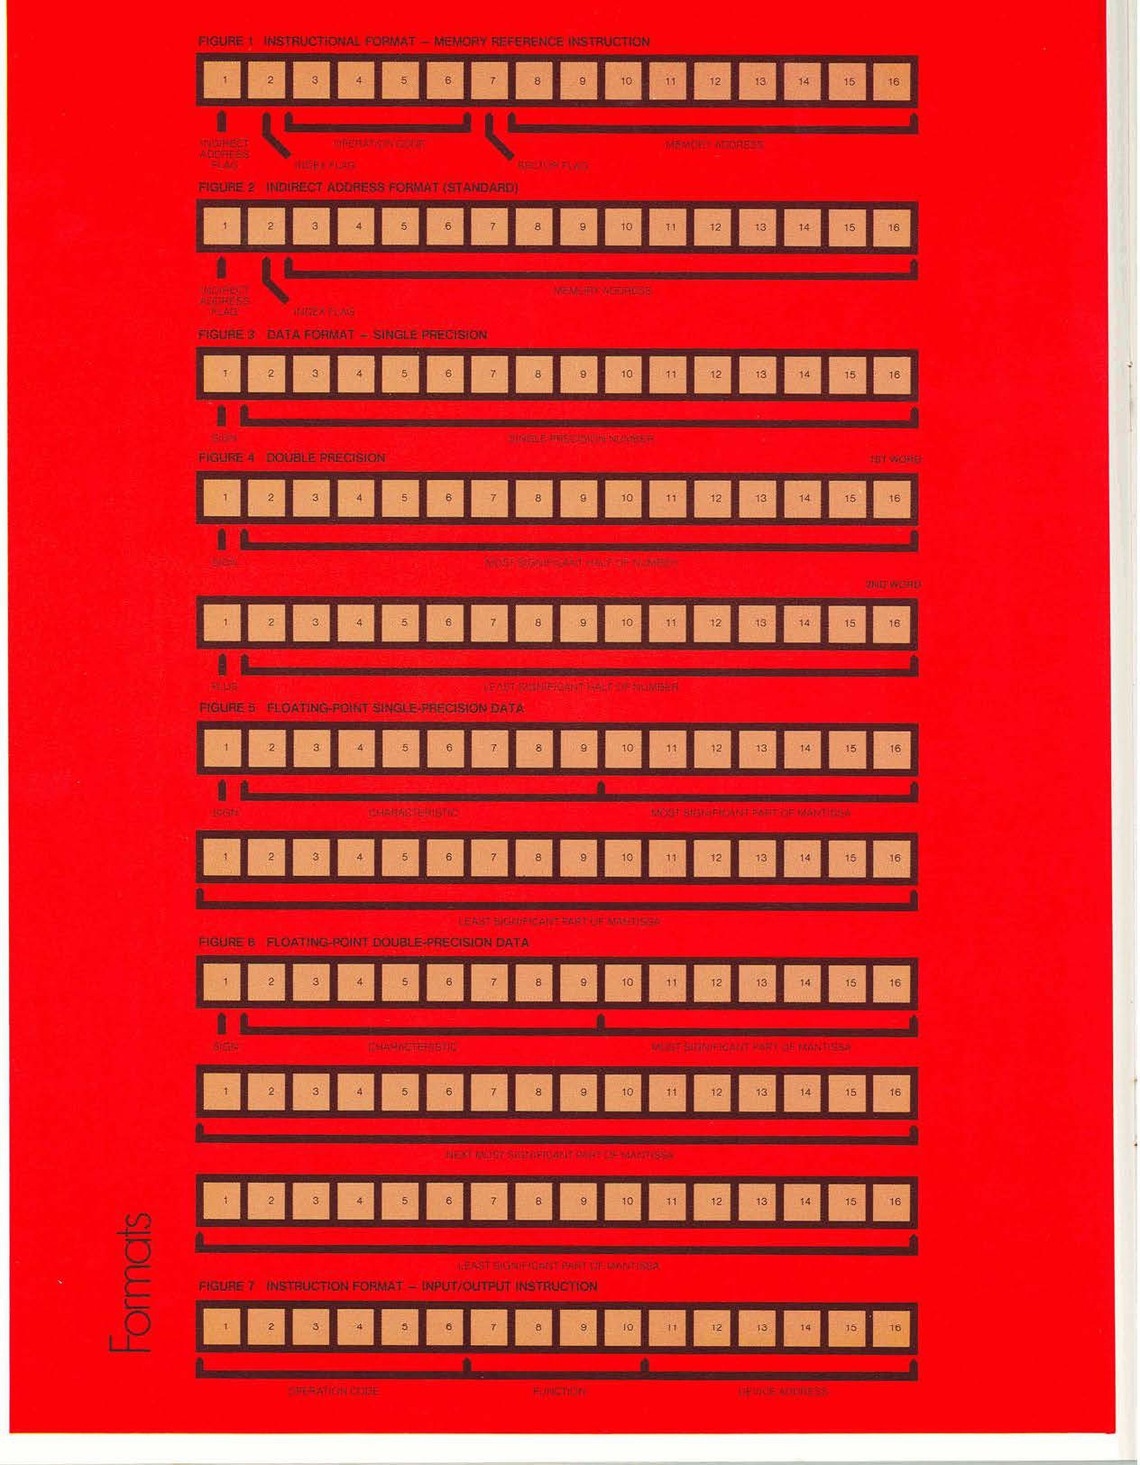 FIGURE 1 INSTRUCTIONAL FORMAT – MEMORY REFERENCE INSTRUCTION
1 2 3 4 5 6 7 8 9 10 11 12 13 14 15 16
INDIRECT ADDRESS FLAG
INDEX FLAG
OPERATION CODE
SECTOR FLAG
MEMORY ADDRESS
FIGURE 2 INDIRECT ADDRESS FORMAT (STANDARD)
1 2 3 4 5 6 7 8 9 10 11 12 13 14 15 16
INDIRECT ADDRESS FLAG
INDEX FLAG
MEMORY ADDRESS
FIGURE 3 DATA FORMAT – SINGLE PRECISION
1 2 3 4 5 6 7 8 9 10 11 12 13 14 15 16
SIGN
SINGLE PRECISION NUMBER
FIGURE 4 DOUBLE PRECISION
1ST WORD
1 2 3 4 5 6 7 8 9 10 11 12 13 14 15 16
SIGN
MOST SIGNIFICANT HALF OF NUMBER
2ND WORD
1 2 3 4 5 6 7 8 9 10 11 12 13 14 15 16
PLUS
LEAST SIGNIFICANT HALF OF NUMBER
FIGURE 5 FLOATING-POINT SINGLE-PRECISION DATA
1 2 3 4 5 6 7 8 9 10 11 12 13 14 15 16
SIGN
CHARACTERISTIC
MOST SIGNIFICANT PART OF MANTISSA
1 2 3 4 5 6 7 8 9 10 11 12 13 14 15 16
LEAST SIGNIFICANT PART OF MANTISSA
FIGURE 6 FLOATING-POINT DOUBLE-PRECISION DATA
1 2 3 4 5 6 7 8 9 10 11 12 13 14 15 16
SIGN
CHARACTERISTIC
MOST SIGNIFICANT PART OF MANTISSA
1 2 3 4 5 6 7 8 9 10 11 12 13 14 15 16
NEXT MOST SIGNIFICANT PART OF MANTISSA
1 2 3 4 5 6 7 8 9 10 11 12 13 14 15 16
LEAST SIGNIFICANT PART OF MANTISSA
FIGURE 7 INSTRUCTION FORMAT – INPUT/OUTPUT INSTRUCTION
1 2 3 4 5 6 7 8 9 10 11 12 13 14 15 16
OPERATION CODE
FUNCTION
DEVICE ADDRESS
Formats